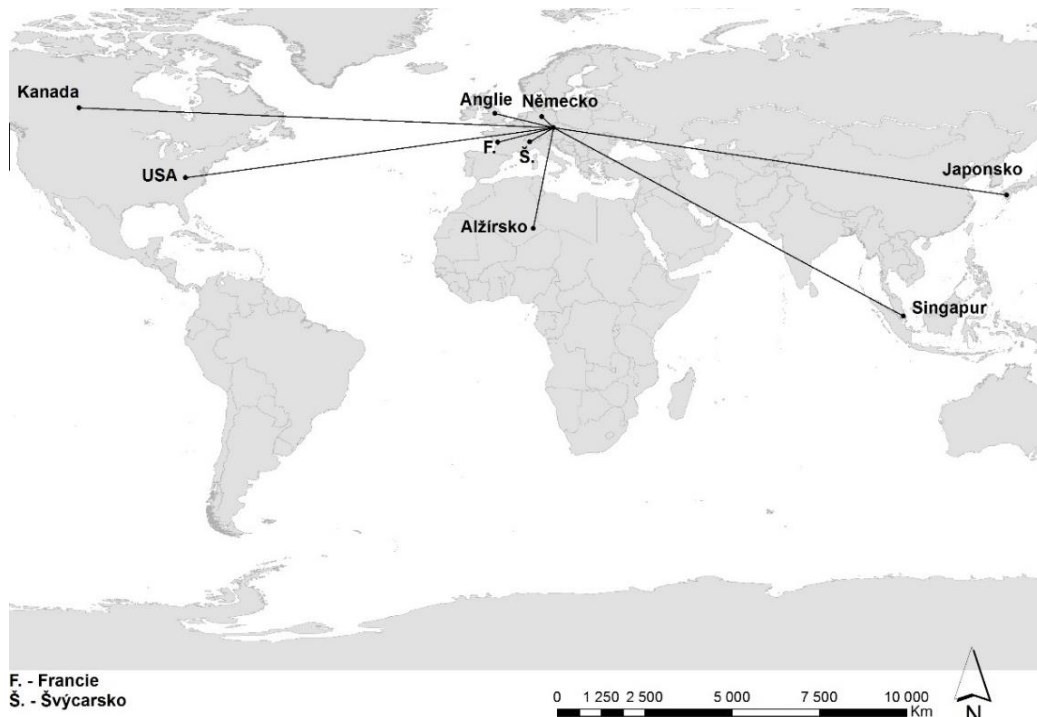 Kanada
Anglie
Německo
F.
Š.
USA
Japonsko
Alžírsko
Singapur
F. - Francie
Š. - Švýcarsko
0 1 250 2 500 5 000 7 500 10 000
Km
N